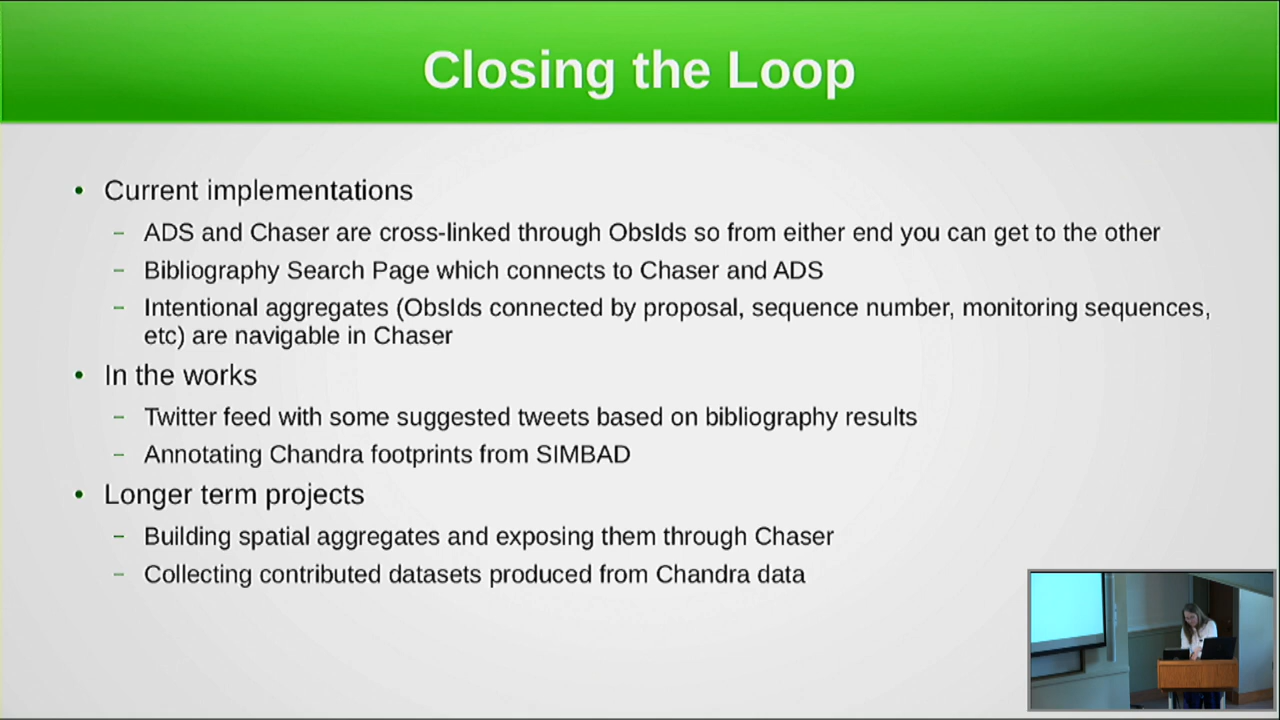 Closing the Loop
• Current implementations
– ADS and Chaser are cross-linked through ObsIds so from either end you can get to the other
– Bibliography Search Page which connects to Chaser and ADS
– Intentional aggregates (ObsIds connected by proposal, sequence number, monitoring sequences,
etc) are navigable in Chaser
• In the works
– Twitter feed with some suggested tweets based on bibliography results
– Annotating Chandra footprints from SIMBAD
• Longer term projects
– Building spatial aggregates and exposing them through Chaser
– Collecting contributed datasets produced from Chandra data